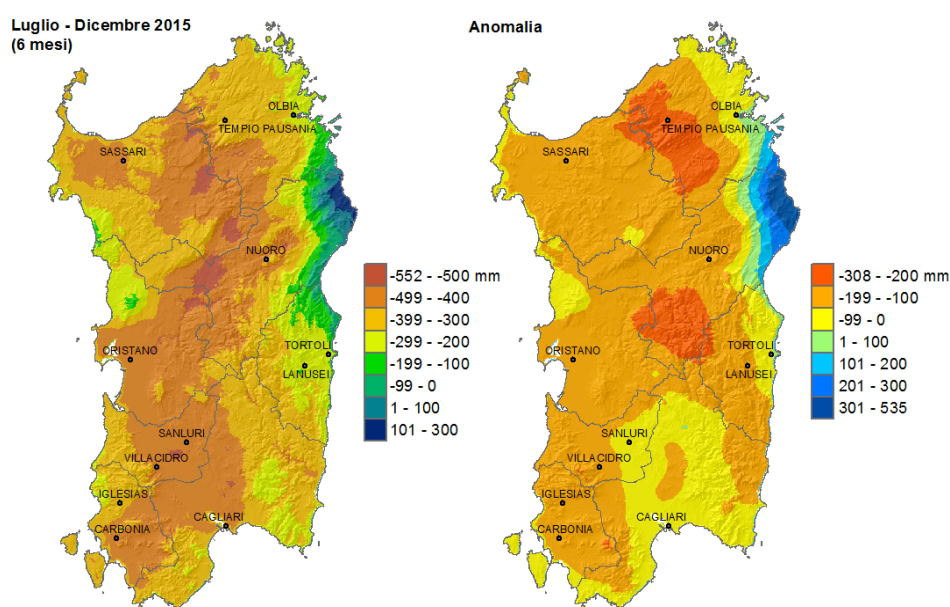 Luglio - Dicembre 2015
(6 mesi)
OLBIA
TEMPIO PAUSANIA
SASSARI
NUORO
ORISTANO
TORTOLI
LANUSEI
SANLURI
VILLACIDRO
IGLESIAS
CARBONIA
CAGLIARI
-552 - -500 mm
-499 - -400
-399 - -300
-299 - -200
-199 - -100
-99 - 0
1 - 100
101 - 300
Anomalia
OLBIA
TEMPIO PAUSANIA
SASSARI
NUORO
ORISTANO
TORTOLI
LANUSEI
SANLURI
VILLACIDRO
IGLESIAS
CARBONIA
CAGLIARI
-308 - -200 mm
-199 - -100
-99 - 0
1 - 100
101 - 200
201 - 300
301 - 535